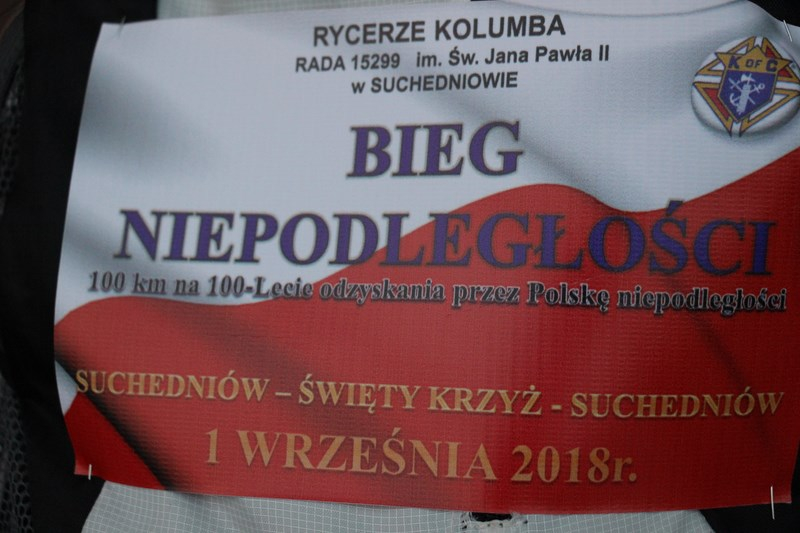 RYCERZE KOLUMBA
RADA 15299 im. Św. Jana Pawła II
w SUCHEDNIOWIE
K OF C
BIEG
NIEPODLEGŁOŚCI
100 km na 100-Lecie odzyskania przez Polskę niepodległości
SUCHEDNIÓW – ŚWIĘTY KRZYŻ - SUCHEDNIÓW
1 WRZEŚNIA 2018r.